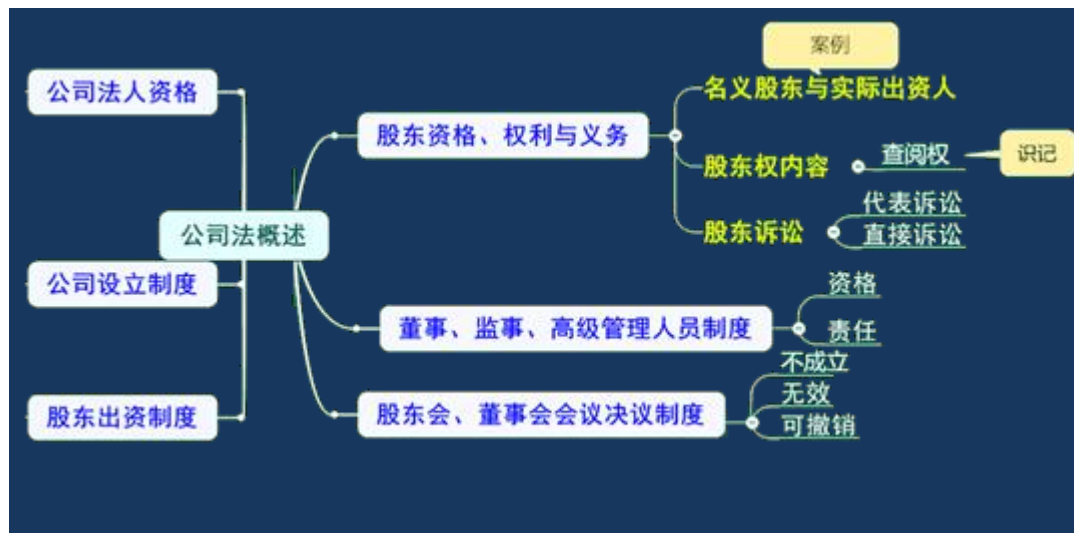 案例
公司法人资格
名义股东与实际出资人
股东资格、权利与义务
股东权内容
查阅权
识记
代表诉讼
股东诉讼
直接诉讼
公司法概述
公司设立制度
资格
董事、监事、高级管理人员制度
责任
不成立
无效
股东会、董事会会议决议制度
可撤销
股东出资制度